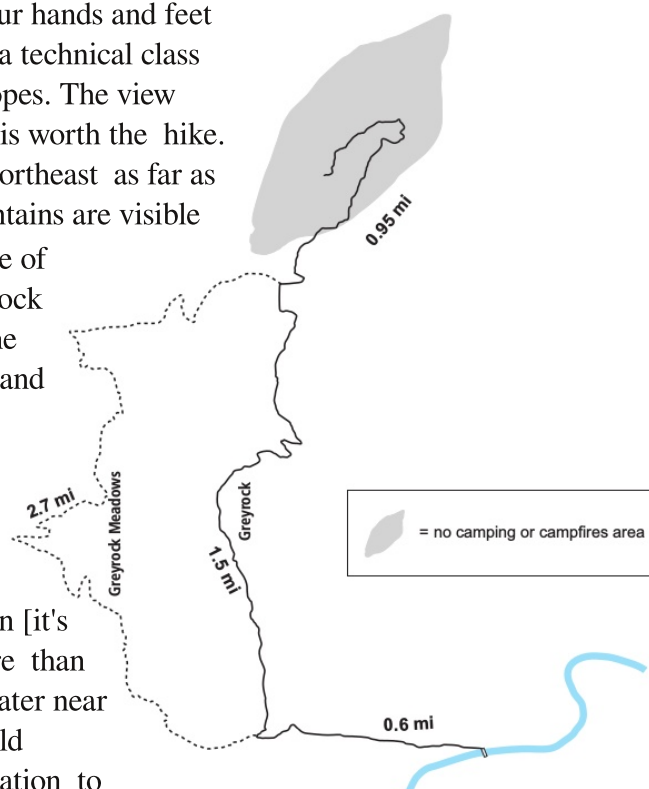 ur hands and feet
a technical class
opes. The view
is worth the hike.
ortheast as far as
ntains are visible
e of
ock
ne
and
n [it's
re than
ater near
ld
ation to
0.95 mi
2.7 mi
Greyrock Meadows
Greyrock
1.5 mi
0.6 mi
= no camping or campfires area